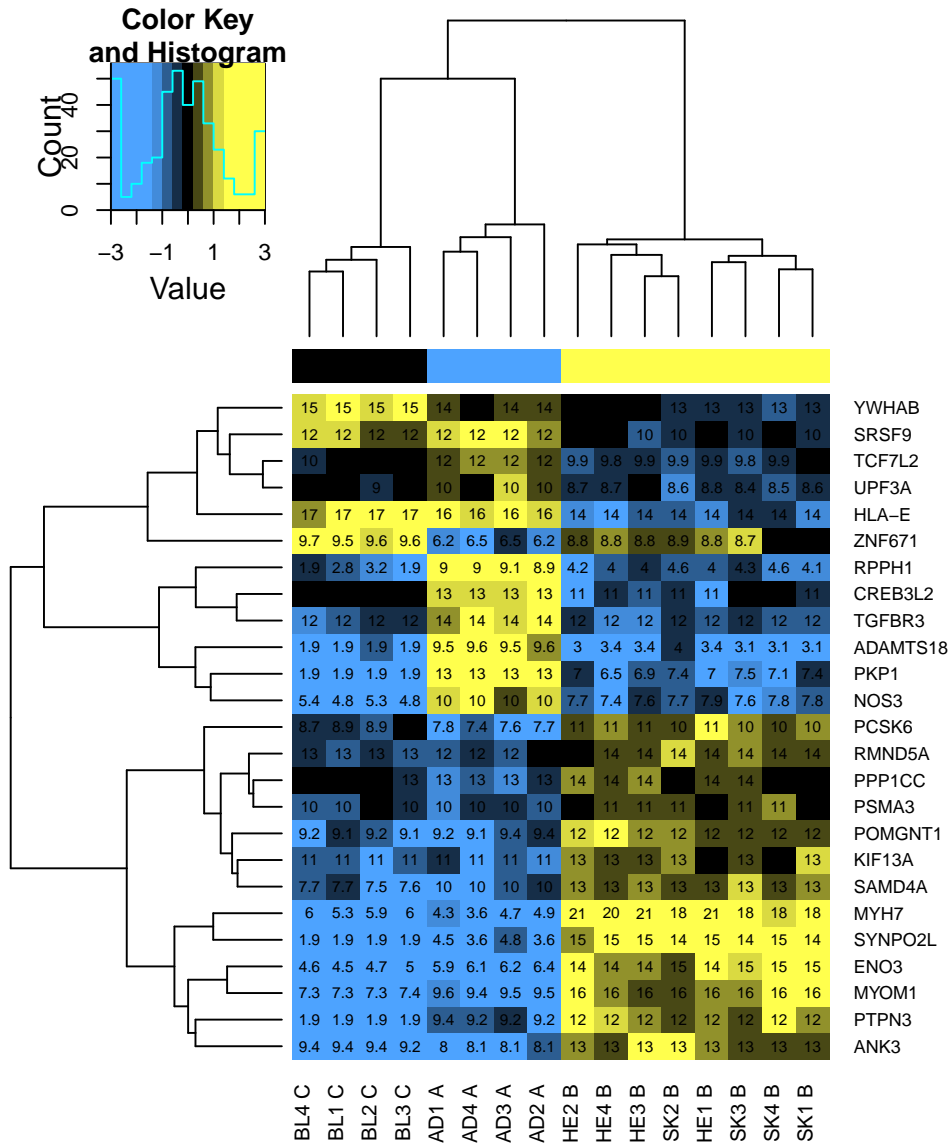 Color Key
and Histogram
Count
0 20 40
−3 −1 1 3
Value
15 15 15 15 14 14 14 13 13 13 13 13 YWHAB
12 12 12 12 12 12 12 12 10 10 10 10 SRSF9
10 12 12 12 12 9.9 9.8 9.9 9.9 9.9 9.8 9.9 TCF7L2
9 10 10 10 8.7 8.7 8.6 8.8 8.4 8.5 8.6 UPF3A
17 17 17 17 16 16 16 16 14 14 14 14 14 14 14 14 HLA−E
9.7 9.5 9.6 9.6 6.2 6.5 6.5 6.2 8.8 8.8 8.8 8.9 8.8 8.7 ZNF671
1.9 2.8 3.2 1.9 9 9 9.1 8.9 4.2 4 4 4.6 4 4.3 4.6 4.1 RPPH1
13 13 13 13 11 11 11 11 11 11 CREB3L2
12 12 12 12 14 14 14 14 12 12 12 12 12 12 12 12 TGFBR3
1.9 1.9 1.9 1.9 9.5 9.6 9.5 9.6 3 3.4 3.4 4 3.4 3.1 3.1 3.1 ADAMTS18
1.9 1.9 1.9 1.9 13 13 13 13 7 6.5 6.9 7.4 7 7.5 7.1 7.4 PKP1
5.4 4.8 5.3 4.8 10 10 10 10 7.7 7.4 7.6 7.7 7.9 7.6 7.8 7.8 NOS3
8.7 8.9 8.9 7.8 7.4 7.6 7.7 11 11 11 10 11 10 10 10 PCSK6
13 13 13 13 12 12 12 14 14 14 14 14 14 14 RMND5A
13 13 13 13 13 14 14 14 14 14 PPP1CC
10 10 10 10 10 10 10 11 11 11 11 11 PSMA3
9.2 9.1 9.2 9.1 9.2 9.1 9.4 9.4 12 12 12 12 12 12 12 12 POMGNT1
11 11 11 11 11 11 11 11 13 13 13 13 13 13 KIF13A
7.7 7.7 7.5 7.6 10 10 10 10 13 13 13 13 13 13 13 13 SAMD4A
6 5.3 5.9 6 4.3 3.6 4.7 4.9 21 20 21 18 21 18 18 18 MYH7
1.9 1.9 1.9 1.9 4.5 3.6 4.8 3.6 15 15 15 14 15 14 15 14 SYNPO2L
4.6 4.5 4.7 5 5.9 6.1 6.2 6.4 14 14 14 15 14 15 15 15 ENO3
7.3 7.3 7.3 7.4 9.6 9.4 9.5 9.5 16 16 16 16 16 16 16 16 MYOM1
1.9 1.9 1.9 1.9 9.4 9.2 9.2 9.2 12 12 12 12 12 12 12 12 PTPN3
9.4 9.4 9.4 9.2 8 8.1 8.1 8.1 13 13 13 13 13 13 13 13 ANK3
BL4 C
BL1 C
BL2 C
BL3 C
AD1 A
AD4 A
AD3 A
AD2 A
HE2 B
HE4 B
HE3 B
SK2 B
HE1 B
SK3 B
SK4 B
SK1 B